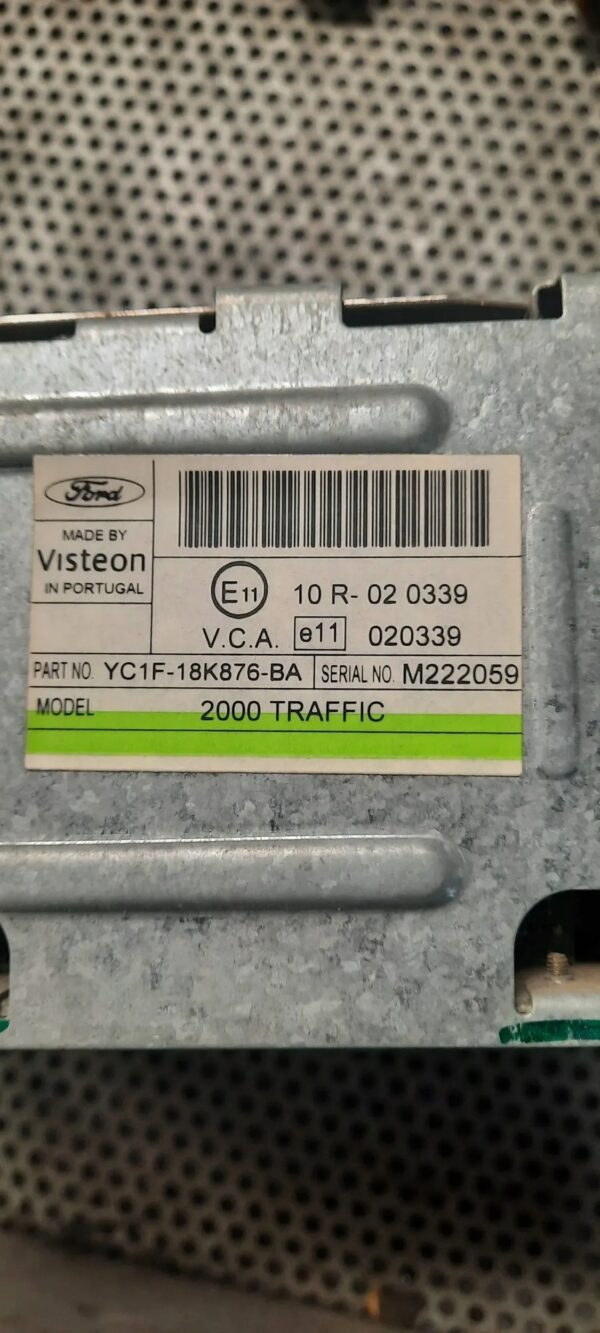 Ford
MADE BY
Visteon
IN PORTUGAL
E11 10 R- 02 0339
V.C.A. e11 020339
PART NO. YC1F-18K876-BA SERIAL NO. M222059
MODEL 2000 TRAFFIC